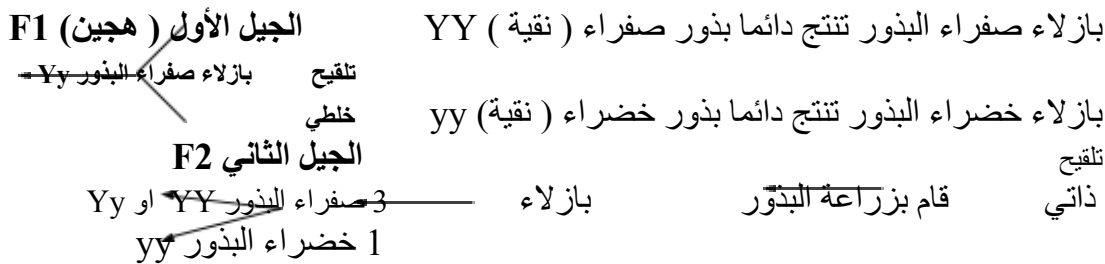 بازلاء صفراء البذور تنتج دائما بذور صفراء ( نقية ) YY الجيل الأول ( هجين) F1
تلقيح بازلاء صفراء البذور Yy
بازلاء خضراء البذور تنتج دائما بذور خضراء ( نقية) yy خلطي
الجيل الثاني F2
تلقيح
ذاتي قام بزراعة البذور بازلاء 3 صفراء البذور YY او Yy
1 خضراء البذور yy